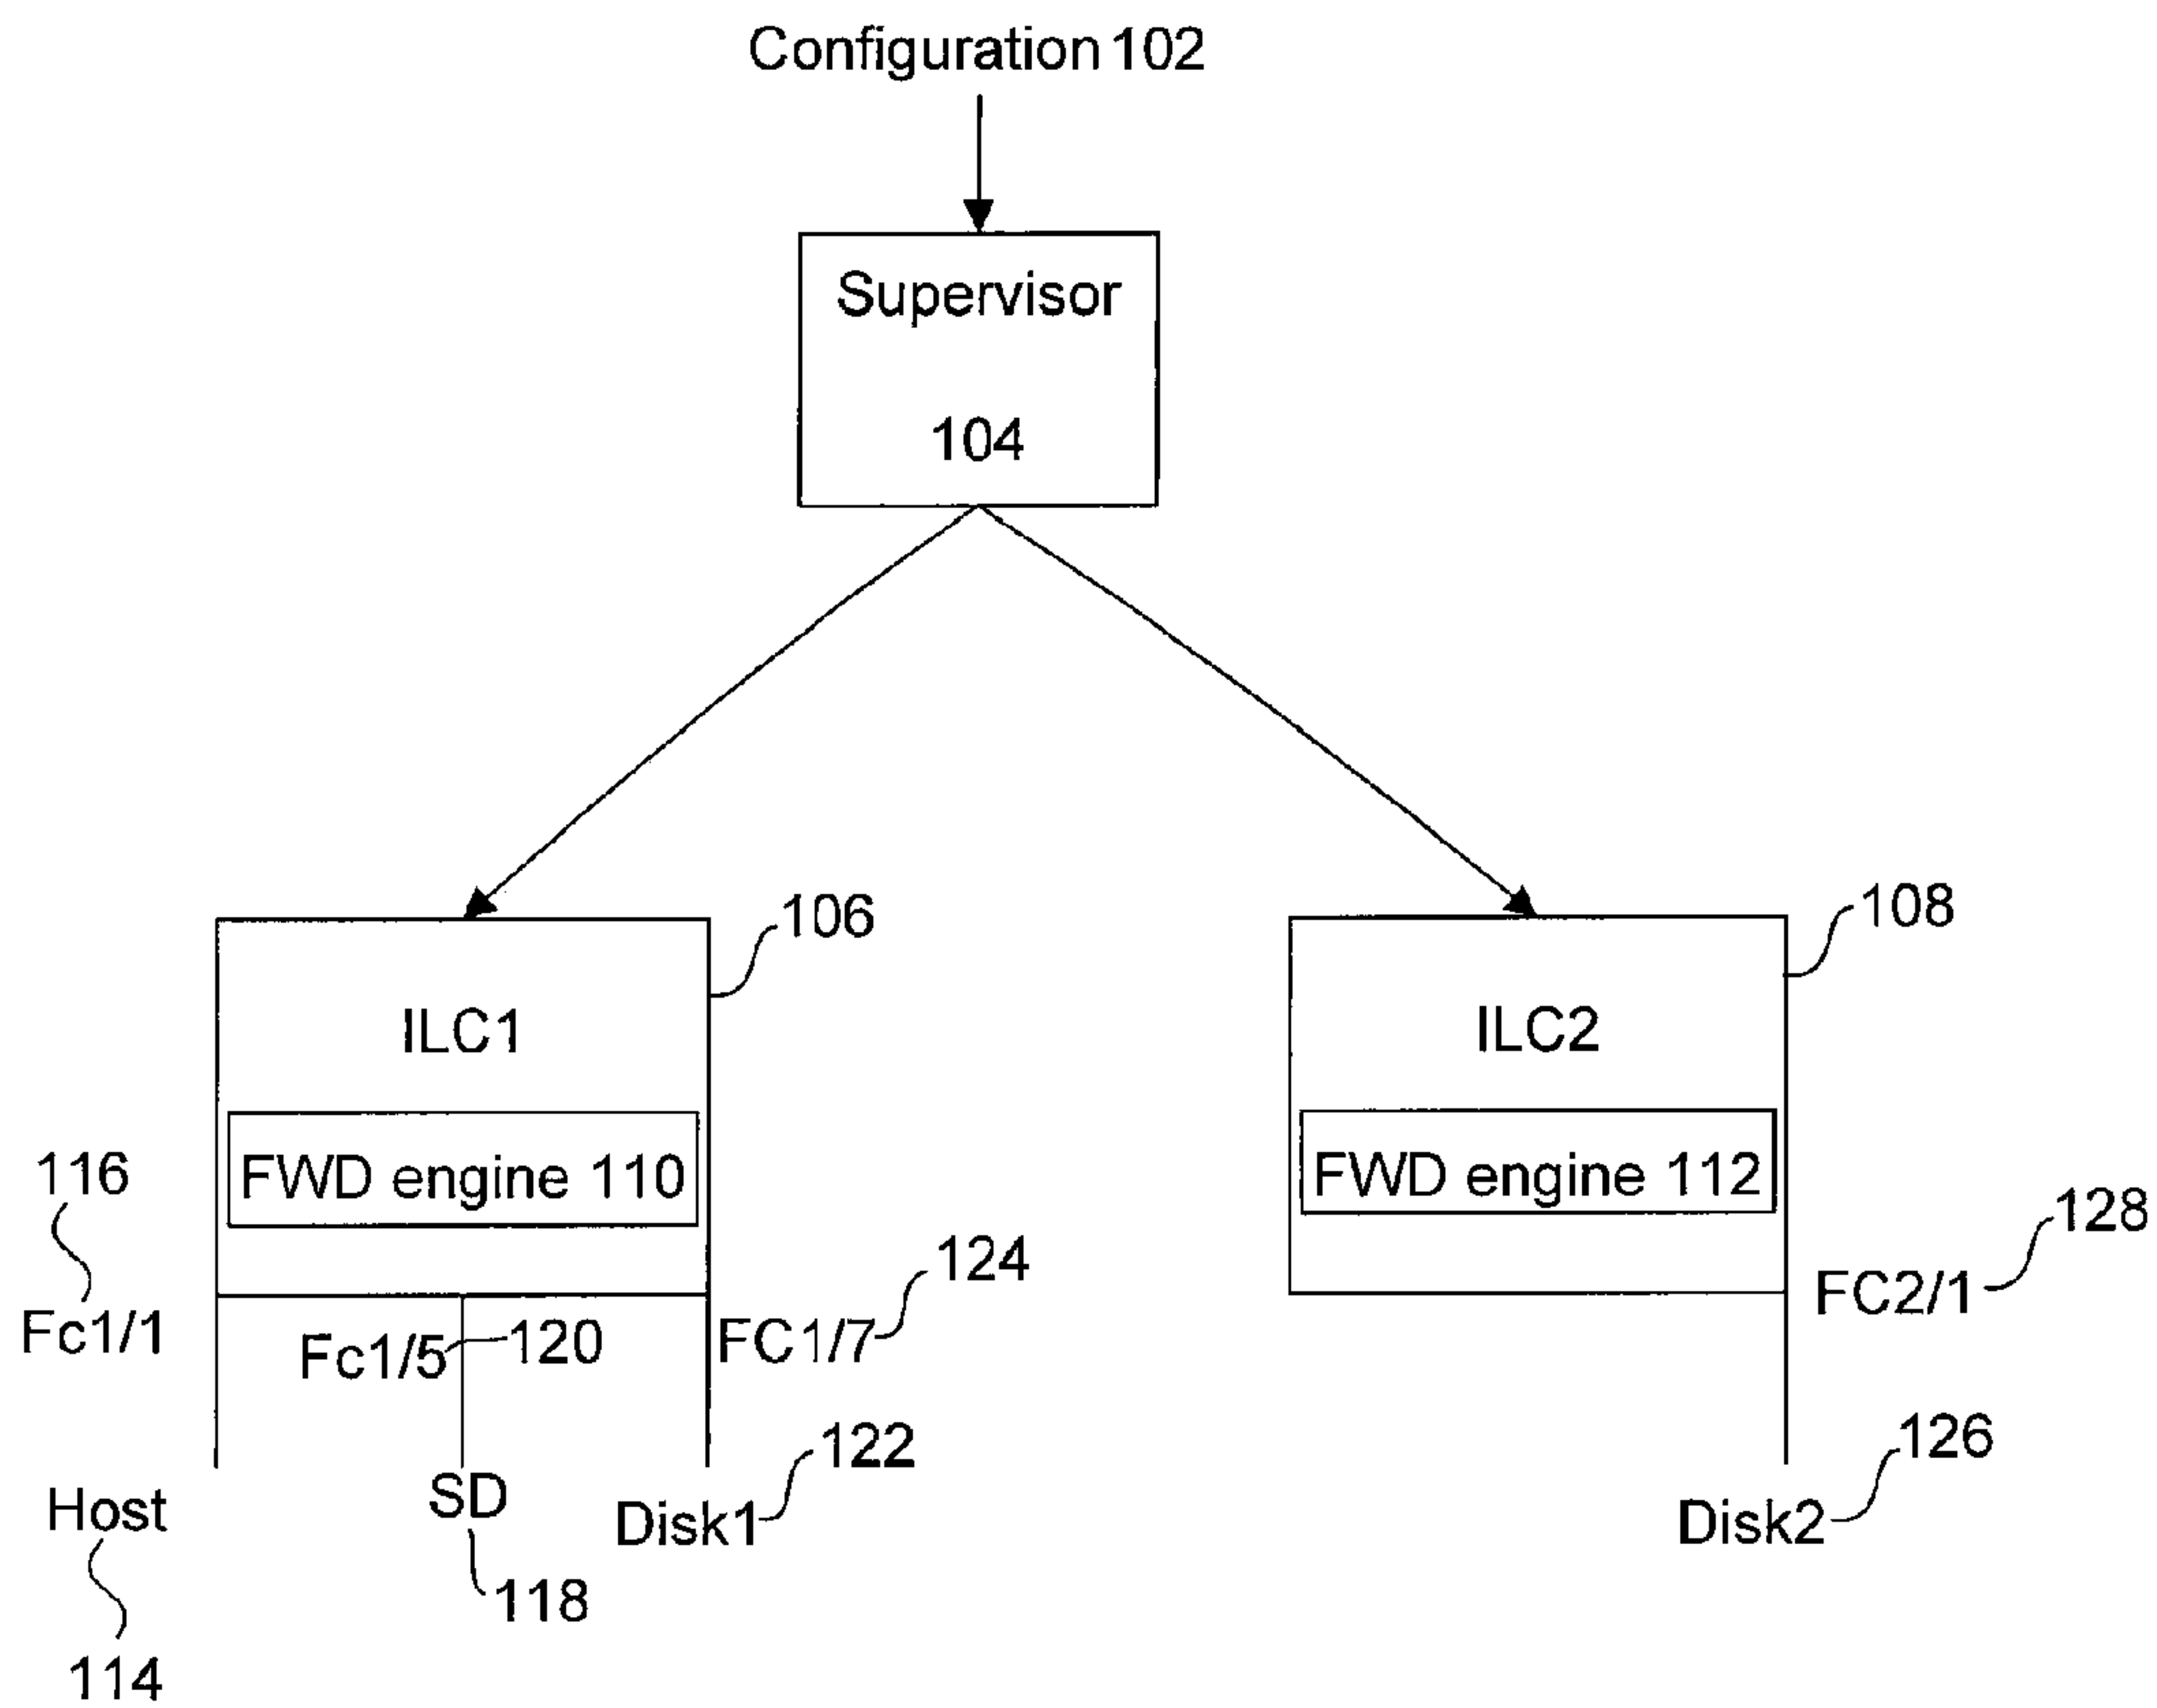 Configuration 102
Supervisor
104
106
108
ILC1
ILC2
FWD engine 110
FWD engine 112
116
128
124
Fc1/1
Fc1/5
120
FC1/7
FC2/1
122
126
Host
SD
Disk1
Disk2
118
114